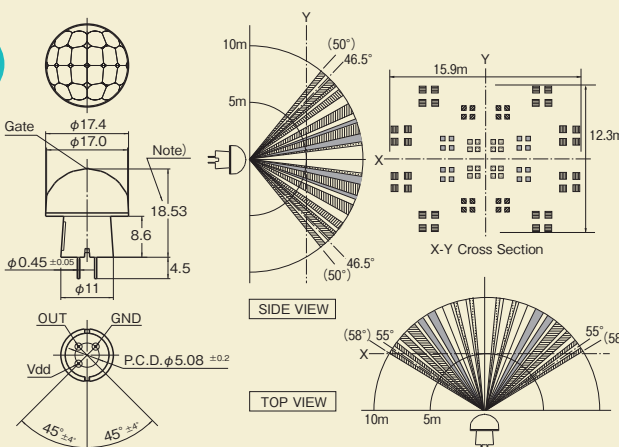 Gate
φ17.4
φ17.0
Note)
18.53
8.6
4.5
φ0.45 ±0.05
φ11
OUT
GND
Vdd
P.C.D.φ5.08 ±0.2
45°±4°
45°±4°
Y
10m
5m
(50°)
46.5°
46.5°
(50°)
SIDE VIEW
Y
15.9m
12.3m
X
X-Y Cross Section
(58°)
55°
X
55°
(58
10m
5m
TOP VIEW